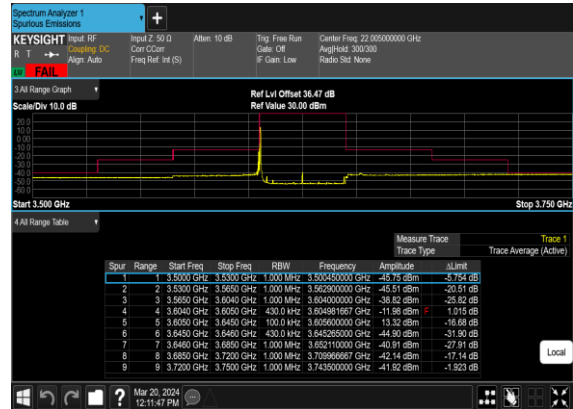 Spectrum Analyzer 1
Spurious Emissions
+
KEYSIGHT Input: RF Input Z: 50 Ω Atten: 10 dB Trig: Free Run Center Freq: 22.005000000 GHz
R T Coupling: DC Corr CCorr Gate: Off Avg|Hold: 300/300
Align: Auto Freq Ref: Int (S) IF Gain: Low Radio Std: None
FAIL
3 All Range Graph
Ref Lvl Offset 36.47 dB
Scale/Div 10.0 dB Ref Value 30.00 dBm
20.0
10.0
0.00
-10.0
-20.0
-30.0
-40.0
-50.0
-60.0
Start 3.500 GHz Stop 3.750 GHz
4 All Range Table
Measure Trace Trace 1
Trace Type Trace Average (Active)
Spur Range Start Freq Stop Freq RBW Frequency Amplitude ΔLimit
1 1 3.5000 GHz 3.5300 GHz 1.000 MHz 3.500450000 GHz -45.75 dBm -5.754 dB
2 2 3.5300 GHz 3.5650 GHz 1.000 MHz 3.562900000 GHz -45.51 dBm -20.51 dB
3 3 3.5650 GHz 3.6040 GHz 1.000 MHz 3.604000000 GHz -38.82 dBm -25.82 dB
4 4 3.6040 GHz 3.6050 GHz 430.0 kHz 3.604981667 GHz -11.98 dBm F 1.015 dB
5 5 3.6050 GHz 3.6450 GHz 100.0 kHz 3.605600000 GHz 13.32 dBm -16.68 dB
6 6 3.6450 GHz 3.6460 GHz 430.0 kHz 3.645265000 GHz -44.90 dBm -31.90 dB
7 7 3.6460 GHz 3.6850 GHz 1.000 MHz 3.652110000 GHz -40.91 dBm -27.91 dB
8 8 3.6850 GHz 3.7200 GHz 1.000 MHz 3.709966667 GHz -42.14 dBm -17.14 dB
9 9 3.7200 GHz 3.7500 GHz 1.000 MHz 3.743500000 GHz -41.92 dBm -1.923 dB
Local
? Mar 20, 2024
12:11:47 PM